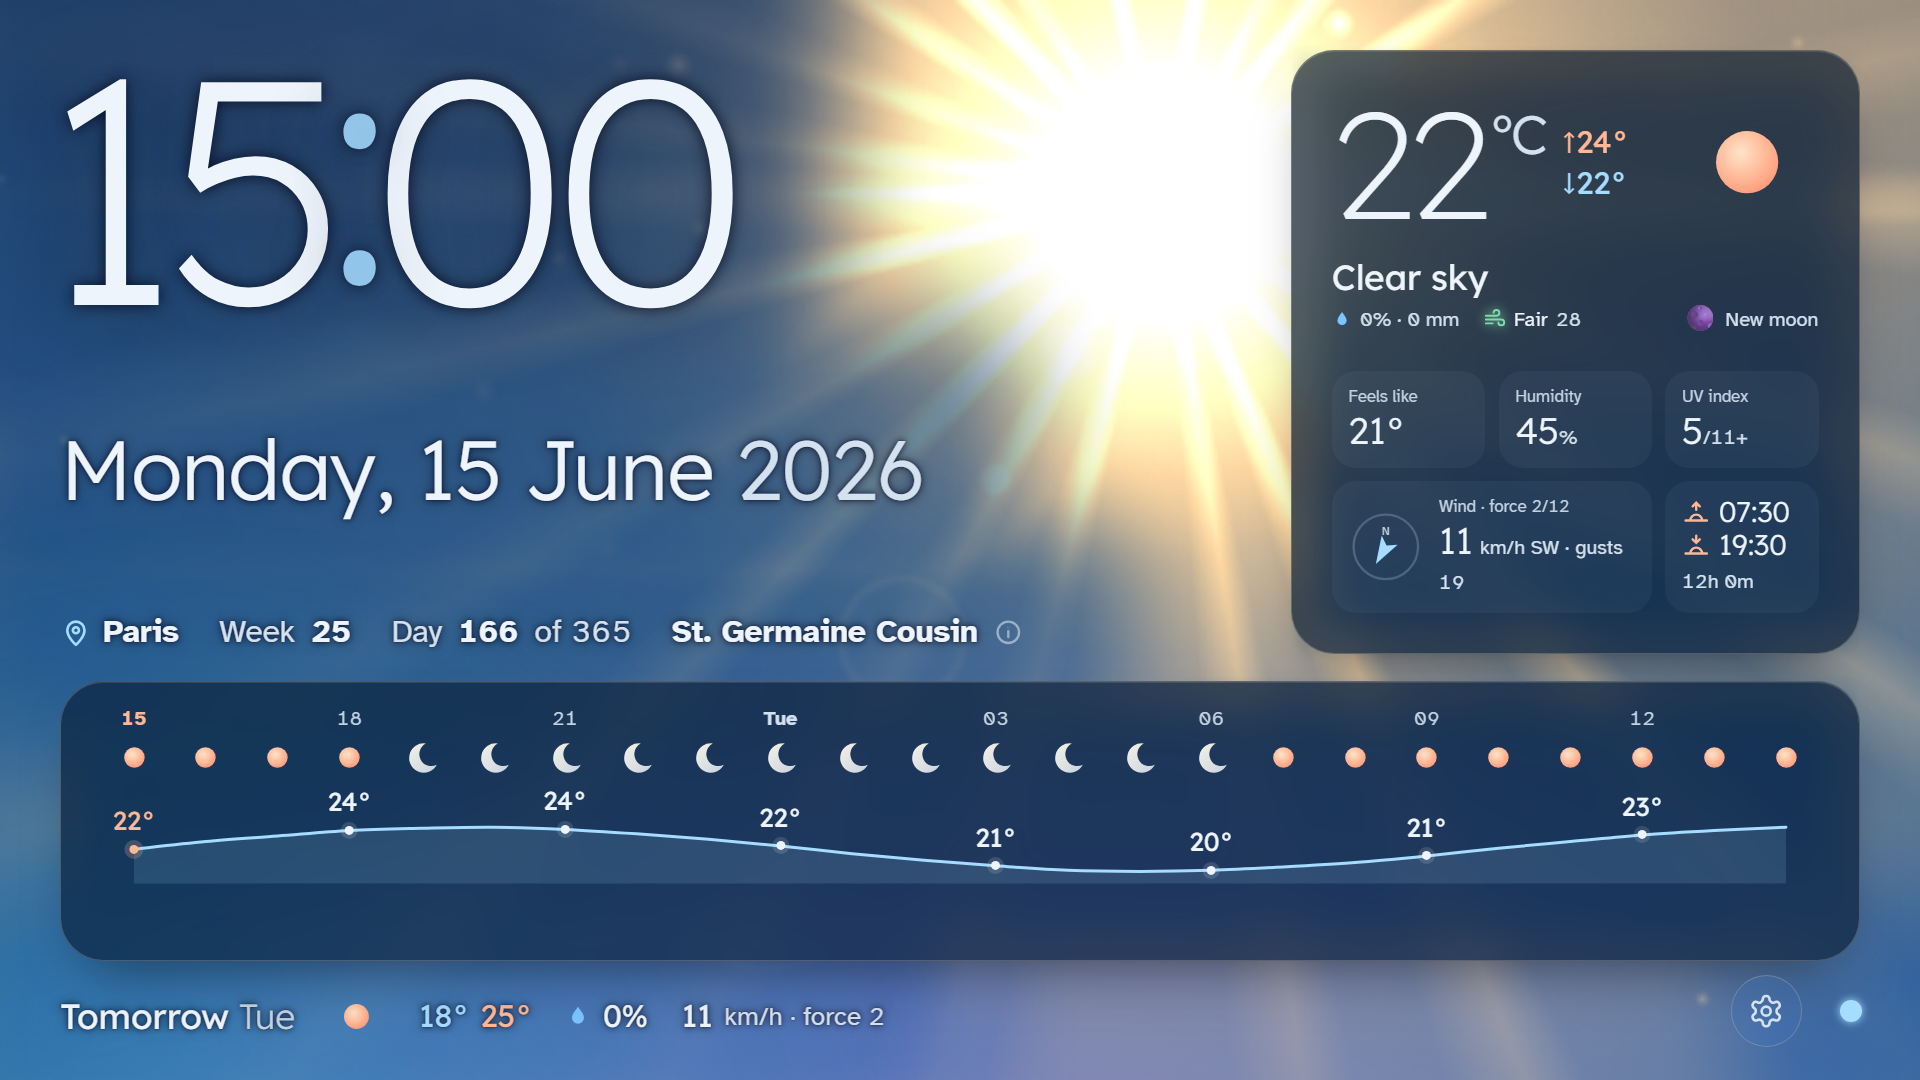 15:00
Monday, 15 June 2026
Paris Week 25 Day 166 of 365 St. Germaine Cousin
22°C ↑24° ↓22°
Clear sky
0% · 0 mm Fair 28 New moon
Feels like
21°
Humidity
45%
UV index
5/11+
Wind · force 2/12
N
11 km/h SW · gusts
19
07:30
19:30
12h 0m
15 18 21 Tue 03 06 09 12
22° 24° 24° 22° 21° 20° 21° 23°
Tomorrow Tue 18° 25° 0% 11 km/h · force 2